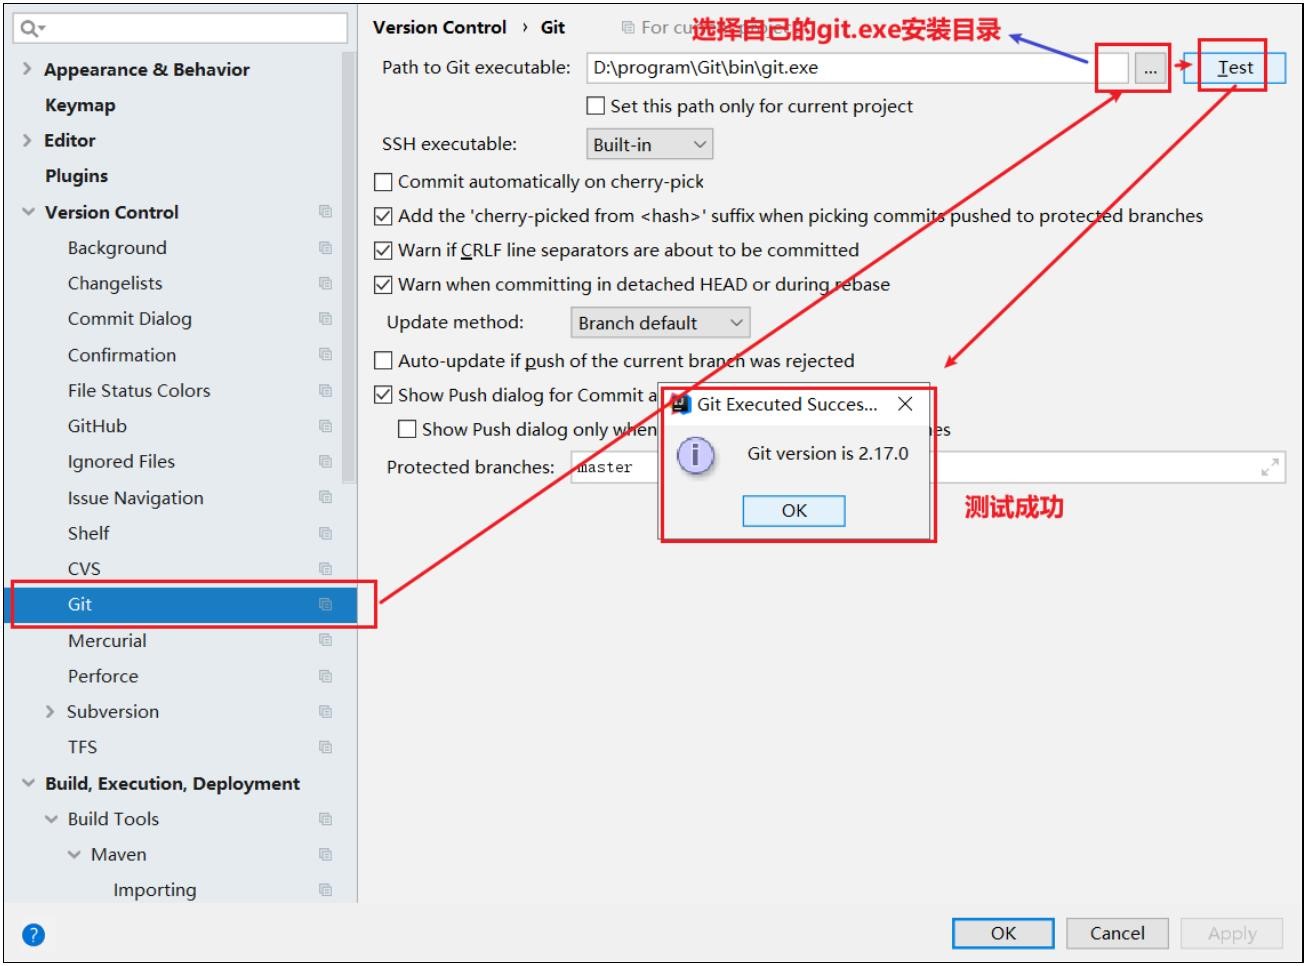 Appearance & Behavior
Keymap
Editor
Plugins
Version Control
Background
Changelists
Commit Dialog
Confirmation
File Status Colors
GitHub
Ignored Files
Issue Navigation
Shelf
CVS
Git
Mercurial
Perforce
Subversion
TFS
Build, Execution, Deployment
Build Tools
Maven
Importing
Version Control › Git
For
选择自己的git.exe安装目录
Path to Git executable: D:\program\Git\bin\git.exe ... Test
Set this path only for current project
SSH executable: Built-in
Commit automatically on cherry-pick
Add the 'cherry-picked from <hash>' suffix when picking commits pushed to protected branches
Warn if CRLF line separators are about to be committed
Warn when committing in detached HEAD or during rebase
Update method: Branch default
Auto-update if push of the current branch was rejected
Show Push dialog for Commit
Show Push dialog only when
Protected branches: master
Git Executed Succes...
Git version is 2.17.0
OK
测试成功
?
OK Cancel Apply